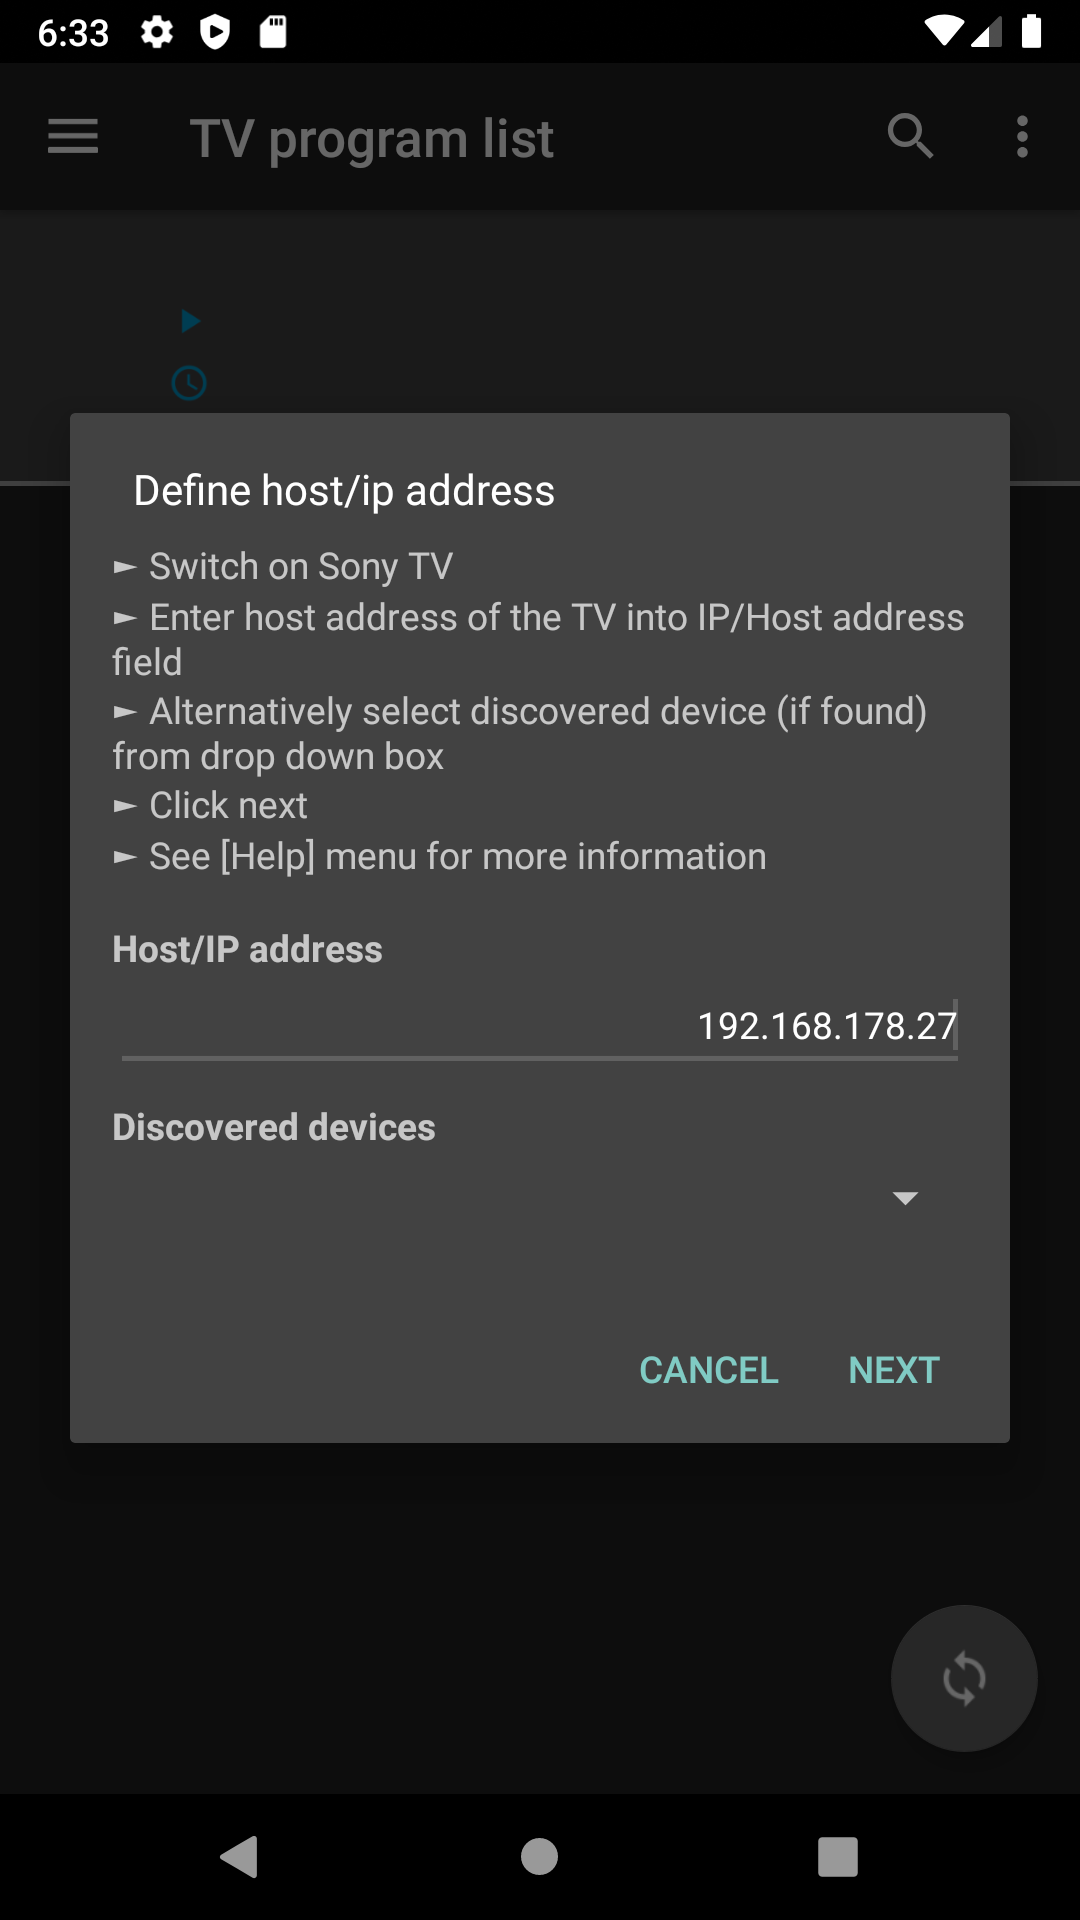 6:33
TV program list
Define host/ip address
► Switch on Sony TV
► Enter host address of the TV into IP/Host address
field
► Alternatively select discovered device (if found)
from drop down box
► Click next
► See [Help] menu for more information
Host/IP address
192.168.178.27
Discovered devices
CANCEL NEXT